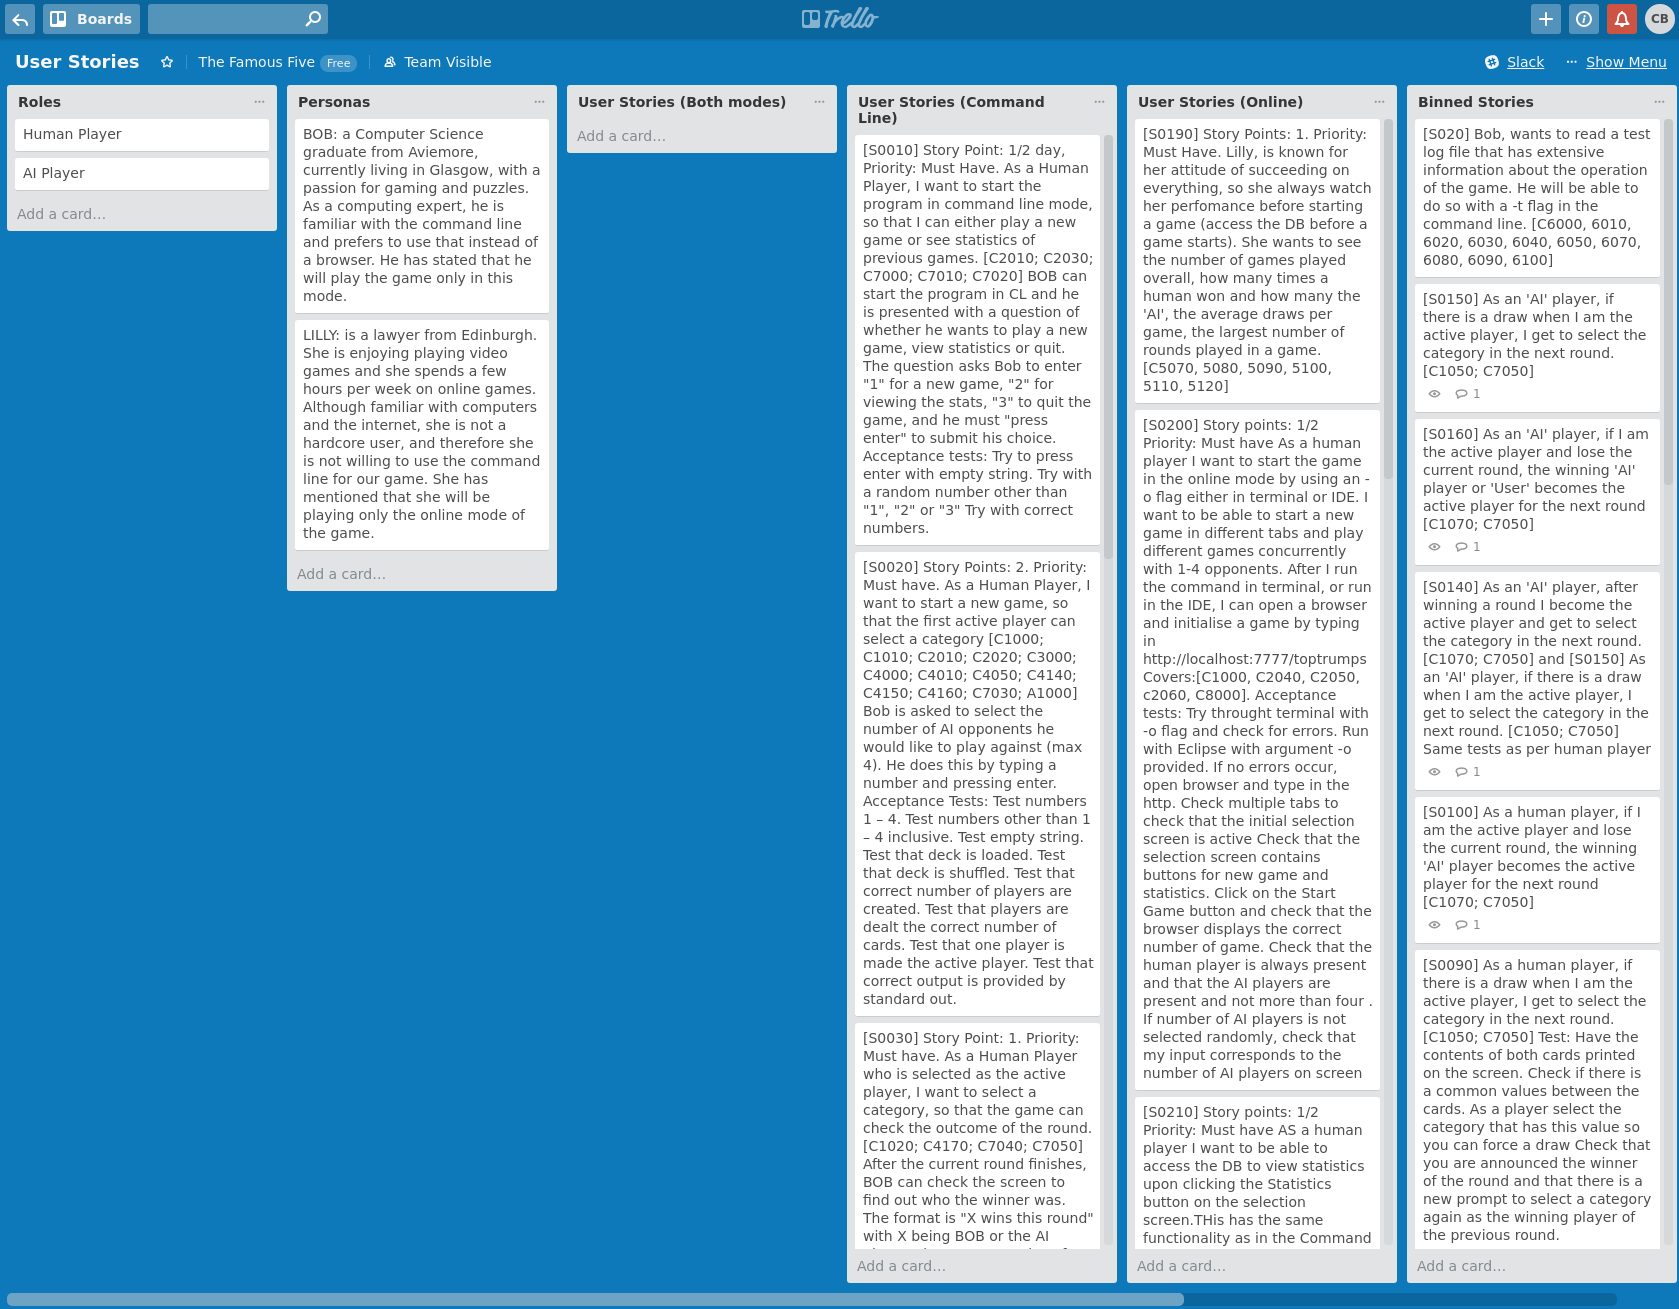 Boards
Trello
CB
User Stories
The Famous Five Free
Team Visible
Slack
Show Menu
Roles
Human Player
AI Player
Add a card...
Personas
BOB: a Computer Science
graduate from Aviemore,
currently living in Glasgow, with a
passion for gaming and puzzles.
As a computing expert, he is
familiar with the command line
and prefers to use that instead of
a browser. He has stated that he
will play the game only in this
mode.
LILLY: is a lawyer from Edinburgh.
She is enjoying playing video
games and she spends a few
hours per week on online games.
Although familiar with computers
and the internet, she is not a
hardcore user, and therefore she
is not willing to use the command
line for our game. She has
mentioned that she will be
playing only the online mode of
the game.
Add a card...
User Stories (Both modes)
Add a card...
User Stories (Command
Line)
[S0010] Story Point: 1/2 day,
Priority: Must Have. As a Human
Player, I want to start the
program in command line mode,
so that I can either play a new
game or see statistics of
previous games. [C2010; C2030;
C7000; C7010; C7020] BOB can
start the program in CL and he
is presented with a question of
whether he wants to play a new
game, view statistics or quit.
The question asks Bob to enter
"1" for a new game, "2" for
viewing the stats, "3" to quit the
game, and he must "press
enter" to submit his choice.
Acceptance tests: Try to press
enter with empty string. Try with
a random number other than
"1", "2" or "3" Try with correct
numbers.
[S0020] Story Points: 2. Priority:
Must have. As a Human Player, I
want to start a new game, so
that the first active player can
select a category [C1000;
C1010; C2010; C2020; C3000;
C4000; C4010; C4050; C4140;
C4150; C4160; C7030; A1000]
Bob is asked to select the
number of AI opponents he
would like to play against (max
4). He does this by typing a
number and pressing enter.
Acceptance Tests: Test numbers
1 – 4. Test numbers other than 1
– 4 inclusive. Test empty string.
Test that deck is loaded. Test
that deck is shuffled. Test that
correct number of players are
created. Test that players are
dealt the correct number of
cards. Test that one player is
made the active player. Test that
correct output is provided by
standard out.
[S0030] Story Point: 1. Priority:
Must have. As a Human Player
who is selected as the active
player, I want to select a
category, so that the game can
check the outcome of the round.
[C1020; C4170; C7040; C7050]
After the current round finishes,
BOB can check the screen to
find out who the winner was.
The format is "X wins this round"
with X being BOB or the AI
Add a card...
User Stories (Online)
[S0190] Story Points: 1. Priority:
Must Have. Lilly, is known for
her attitude of succeeding on
everything, so she always watch
her perfomance before starting
a game (access the DB before a
game starts). She wants to see
the number of games played
overall, how many times a
human won and how many the
'AI', the average draws per
game, the largest number of
rounds played in a game.
[C5070, 5080, 5090, 5100,
5110, 5120]
[S0200] Story points: 1/2
Priority: Must have As a human
player I want to start the game
in the online mode by using an -
o flag either in terminal or IDE. I
want to be able to start a new
game in different tabs and play
different games concurrently
with 1-4 opponents. After I run
the command in terminal, or run
in the IDE, I can open a browser
and initialise a game by typing
in
http://localhost:7777/toptrumps
Covers:[C1000, C2040, C2050,
c2060, C8000]. Acceptance
tests: Try throught terminal with
-o flag and check for errors. Run
with Eclipse with argument -o
provided. If no errors occur,
open browser and type in the
http. Check multiple tabs to
check that the initial selection
screen is active Check that the
selection screen contains
buttons for new game and
statistics. Click on the Start
Game button and check that the
browser displays the correct
number of game. Check that the
human player is always present
and that the AI players are
present and not more than four .
If number of AI players is not
selected randomly, check that
my input corresponds to the
number of AI players on screen
[S0210] Story points: 1/2
Priority: Must have AS a human
player I want to be able to
access the DB to view statistics
upon clicking the Statistics
button on the selection
screen.THis has the same
functionality as in the Command
Add a card...
Binned Stories
[S020] Bob, wants to read a test
log file that has extensive
information about the operation
of the game. He will be able to
do so with a -t flag in the
command line. [C6000, 6010,
6020, 6030, 6040, 6050, 6070,
6080, 6090, 6100]
[S0150] As an 'AI' player, if
there is a draw when I am the
active player, I get to select the
category in the next round.
[C1050; C7050]
1
[S0160] As an 'AI' player, if I am
the active player and lose the
current round, the winning 'AI'
player or 'User' becomes the
active player for the next round
[C1070; C7050]
1
[S0140] As an 'AI' player, after
winning a round I become the
active player and get to select
the category in the next round.
[C1070; C7050] and [S0150] As
an 'AI' player, if there is a draw
when I am the active player, I
get to select the category in the
next round. [C1050; C7050]
Same tests as per human player
1
[S0100] As a human player, if I
am the active player and lose
the current round, the winning
'AI' player becomes the active
player for the next round
[C1070; C7050]
1
[S0090] As a human player, if
there is a draw when I am the
active player, I get to select the
category in the next round.
[C1050; C7050] Test: Have the
contents of both cards printed
on the screen. Check if there is
a common values between the
cards. As a player select the
category that has this value so
you can force a draw Check that
you are announced the winner
of the round and that there is a
new prompt to select a category
again as the winning player of
the previous round.
Add a card...